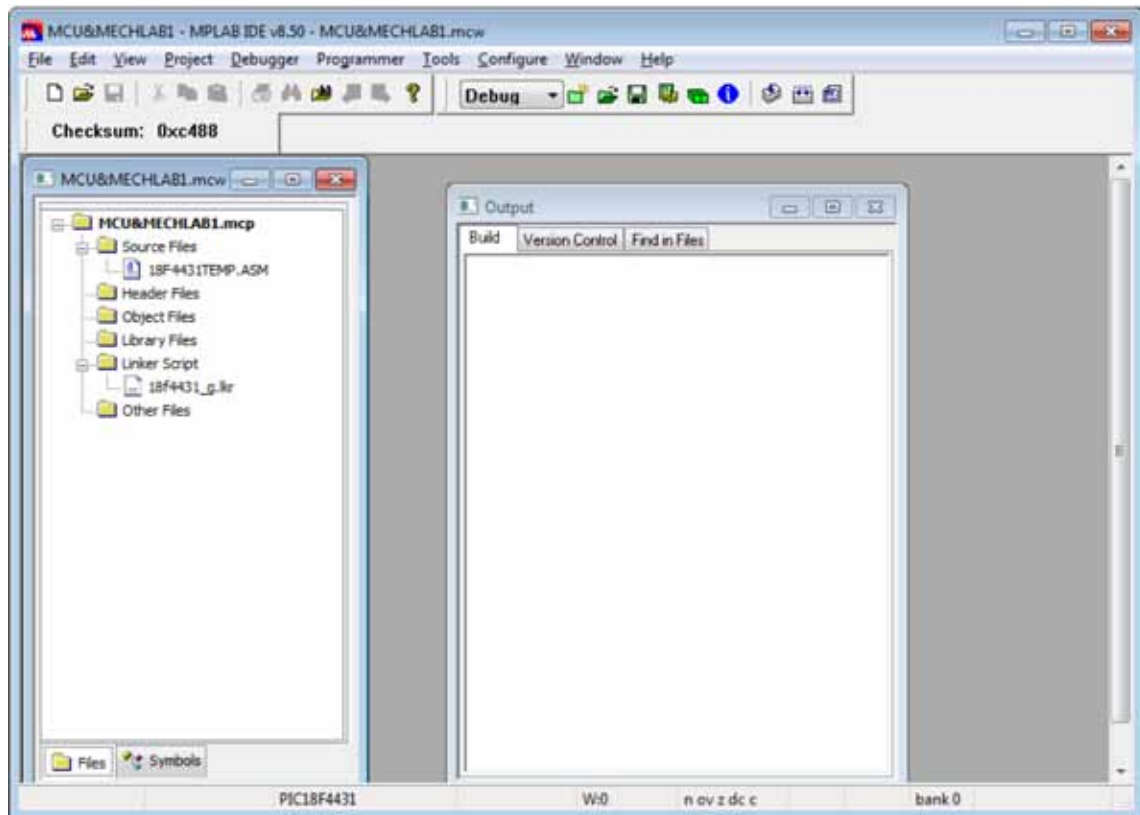 MCU&MECHLAB1 - MPLAB IDE v8.50 - MCU&MECHLAB1.mcw
File Edit View Project Debugger Programmer Tools Configure Window Help
Debug
Checksum: 0xc488
MCU&MECHLAB1.mcw
MCU&MECHLAB1.mcp
Source Files
18F4431TEMP.ASM
Header Files
Object Files
Library Files
Linker Script
18f4431_g.lkr
Other Files
Files Symbols
Output
Build Version Control Find in Files
PIC18F4431 W:0 n ov z dc c bank 0